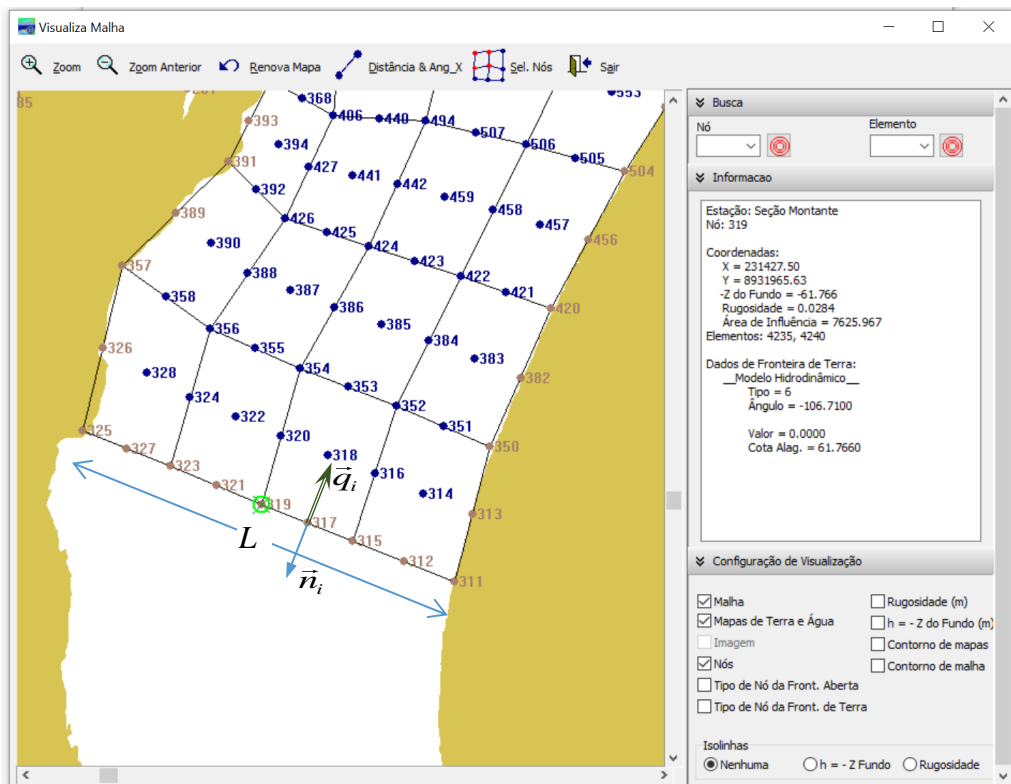 Visualiza Malha
Zoom Zoom Anterior Renova Mapa Distância & Ang_X Sel. Nós Sair
85
368
406
440
494
553
393
507
394
506
505
391
427
504
441
442
392
459
389
458
426
457
390
425
424
456
357
423
388
422
387
421
358
386
420
385
356
384
326
355
383
328
354
382
353
324
352
322
351
325
320
350
327
318
323
316
q⃗i
321
314
319
317
313
L
315
n⃗i
312
311
Busca
Nó Elemento
Informacao
Estação: Seção Montante
Nó: 319
Coordenadas:
X = 231427.50
Y = 8931965.63
-Z do Fundo = -61.766
Rugosidade = 0.0284
Área de Influência = 7625.967
Elementos: 4235, 4240
Dados de Fronteira de Terra:
__Modelo Hidrodinâmico__
Tipo = 6
Ângulo = -106.7100
Valor = 0.0000
Cota Alag. = 61.7660
Configuração de Visualização
Malha Rugosidade (m)
Mapas de Terra e Água h = - Z do Fundo (m)
Imagem Contorno de mapas
Nós Contorno de malha
Tipo de Nó da Front. Aberta
Tipo de Nó da Front. de Terra
Isolinhas
Nenhuma h = - Z Fundo Rugosidade